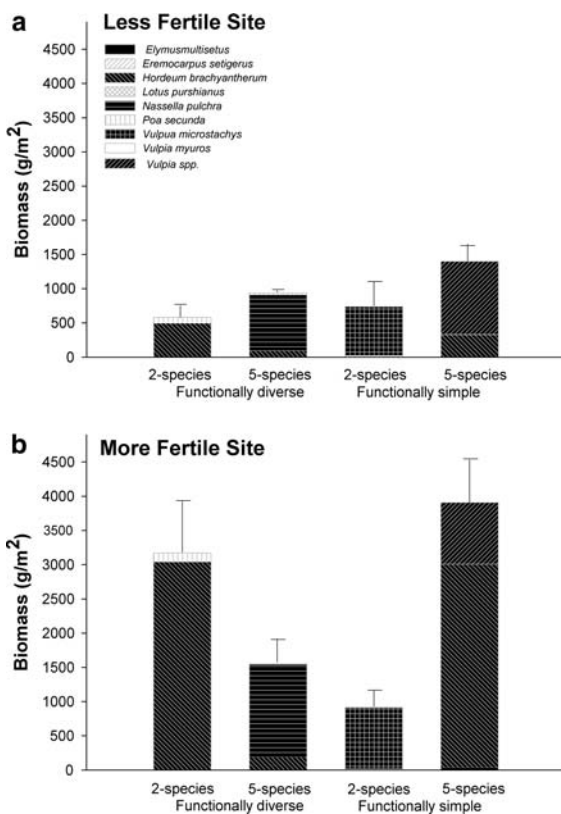 a
Less Fertile Site
4500
4000
3500
3000
2500
2000
1500
1000
500
0
Biomass (g/m²)
Elymusmultisetus
Eremocarpus setigerus
Hordeum brachyantherum
Lotus purshianus
Nassella pulchra
Poa secunda
Vulpua microstachys
Vulpia myuros
Vulpia spp.
2-species 5-species 2-species 5-species
Functionally diverse Functionally simple
b
More Fertile Site
4500
4000
3500
3000
2500
2000
1500
1000
500
0
Biomass (g/m²)
2-species 5-species 2-species 5-species
Functionally diverse Functionally simple